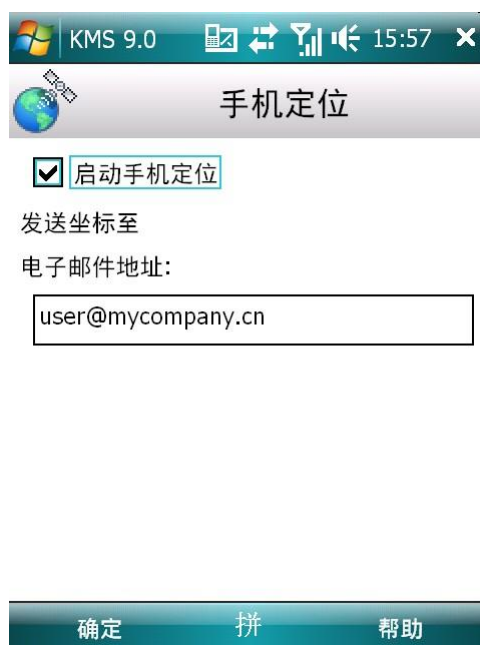 KMS 9.0 15:57
手机定位
启动手机定位
发送坐标至
电子邮件地址:
user@mycompany.cn
确定 拼 帮助